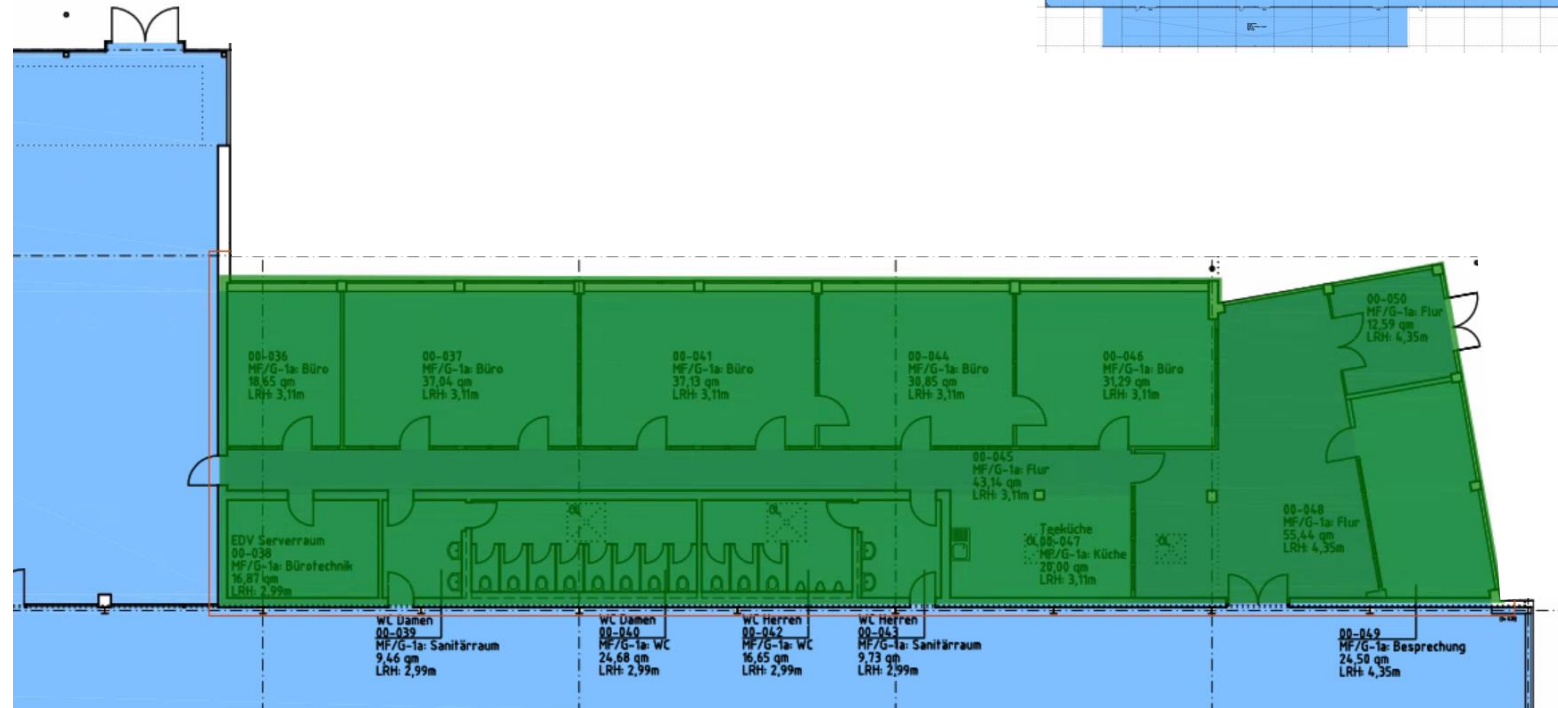 00-036
MF/G-1a: Büro
18,65 qm
LRH: 3,11m
00-037
MF/G-1a: Büro
37,04 qm
LRH: 3,11m
00-041
MF/G-1a: Büro
37,13 qm
LRH: 3,11m
00-044
MF/G-1a: Büro
30,85 qm
LRH: 3,11m
00-046
MF/G-1a: Büro
31,29 qm
LRH: 3,11m
00-050
MF/G-1a: Flur
12,59 qm
LRH: 4,35m
00-045
MF/G-1a: Flur
43,14 qm
LRH: 3,11m
EDV Serverraum
00-038
MF/G-1a: Bürotechnik
16,87 qm
LRH: 2,99m
Teeküche
00-047
MF/G-1a: Küche
20,00 qm
LRH: 3,11m
00-048
MF/G-1a: Flur
55,44 qm
LRH: 4,35m
WC Damen
00-039
MF/G-1a: Sanitärraum
9,46 qm
LRH: 2,99m
WC Damen
00-040
MF/G-1a: WC
24,68 qm
LRH: 2,99m
WC Herren
00-042
MF/G-1a: WC
16,65 qm
LRH: 2,99m
WC Herren
00-043
MF/G-1a: Sanitärraum
9,73 qm
LRH: 2,99m
00-049
MF/G-1a: Besprechung
24,50 qm
LRH: 4,35m